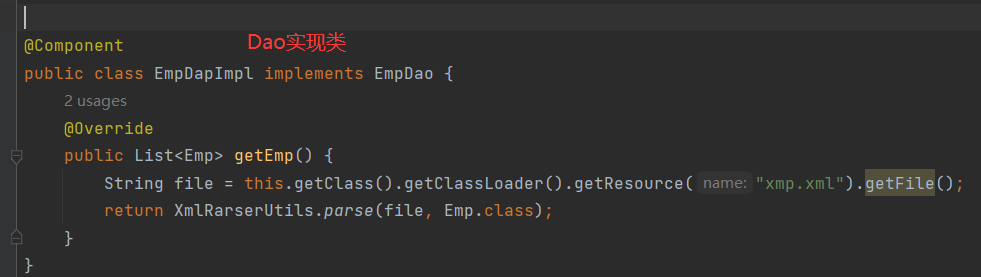 @Component
Dao实现类
public class EmpDapImpl implements EmpDao {
2 usages
@Override
public List<Emp> getEmp() {
String file = this.getClass().getClassLoader().getResource( name: "xmp.xml").getFile();
return XmlRarserUtils.parse(file, Emp.class);
}
}